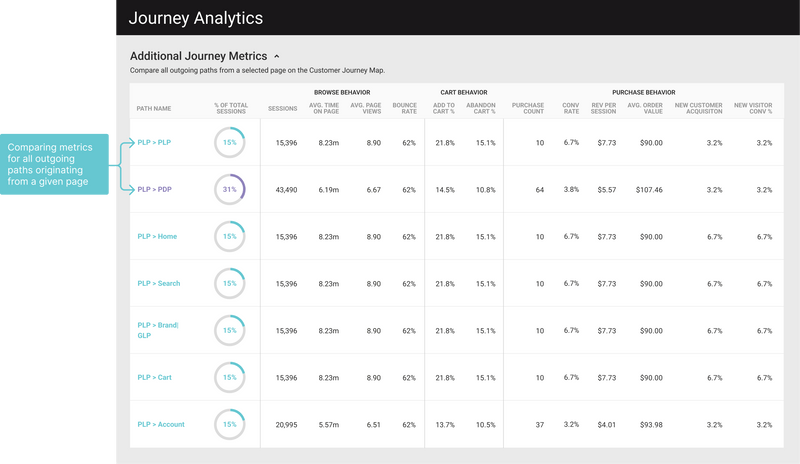 Journey Analytics
Additional Journey Metrics
Compare all outgoing paths from a selected page on the Customer Journey Map.
BROWSE BEHAVIOR CART BEHAVIOR PURCHASE BEHAVIOR
PATH NAME % OF TOTAL SESSIONS SESSIONS AVG. TIME ON PAGE AVG. PAGE VIEWS BOUNCE RATE ADD TO CART % ABANDON CART % PURCHASE COUNT CONV RATE REV PER SESSION AVG. ORDER VALUE NEW CUSTOMER ACQUISITON NEW VISITOR CONV %
Comparing metrics
for all outgoing
paths originating
from a given page
PLP > PLP 15% 15,396 8.23m 8.90 62% 21.8% 15.1% 10 6.7% $7.73 $90.00 3.2% 3.2%
PLP > PDP 31% 43,490 6.19m 6.67 62% 14.5% 10.8% 64 3.8% $5.57 $107.46 3.2% 3.2%
PLP > Home 15% 15,396 8.23m 8.90 62% 21.8% 15.1% 10 6.7% $7.73 $90.00 6.7% 6.7%
PLP > Search 15% 15,396 8.23m 8.90 62% 21.8% 15.1% 10 6.7% $7.73 $90.00 6.7% 6.7%
PLP > Brandi
GLP 15% 15,396 8.23m 8.90 62% 21.8% 15.1% 10 6.7% $7.73 $90.00 6.7% 6.7%
PLP > Cart 15% 15,396 8.23m 8.90 62% 21.8% 15.1% 10 6.7% $7.73 $90.00 6.7% 6.7%
PLP > Account 15% 20,995 5.57m 6.51 62% 13.7% 10.5% 37 3.2% $4.01 $93.98 3.2% 3.2%